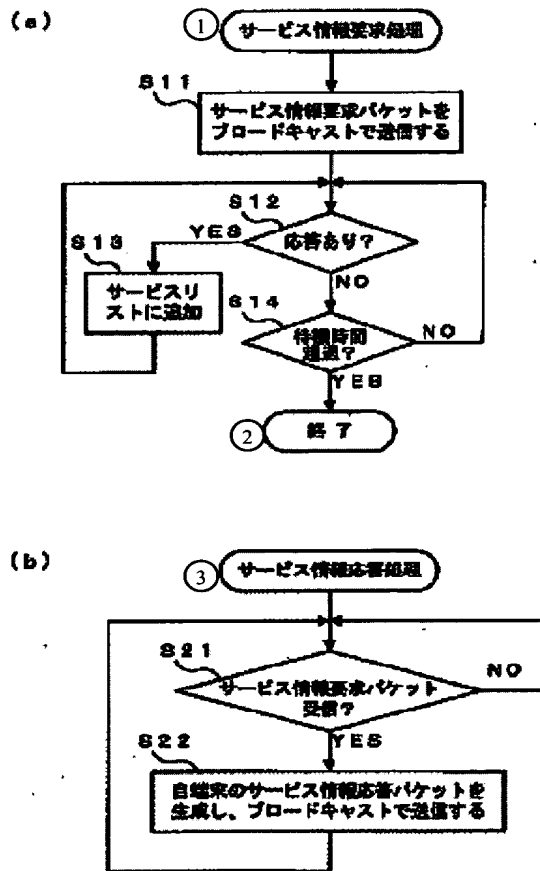 (a)
① サービス情報要求処理
S11
サービス情報要求パケットを
ブロードキャストで送信する
S12
YES
応答あり?
S13
サービスリ
ストに追加
NO
S14
待機時間
超過?
NO
YES
② 終了
(b)
③ サービス情報応答処理
S21
NO
サービス情報要求パケット
受信?
YES
S22
自端末のサービス情報応答パケットを
生成し、ブロードキャストで送信する